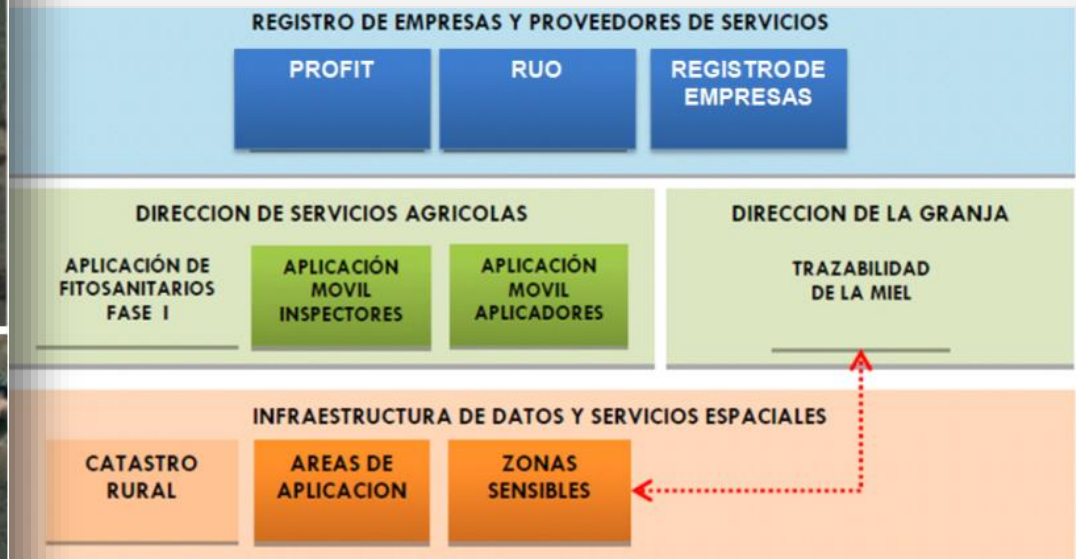 REGISTRO DE EMPRESAS Y PROVEEDORES DE SERVICIOS
PROFIT
RUO
REGISTRO DE
EMPRESAS
DIRECCION DE SERVICIOS AGRICOLAS
APLICACIÓN DE
FITOSANITARIOS
FASE I
APLICACIÓN
MOVIL
INSPECTORES
APLICACIÓN
MOVIL
APLICADORES
DIRECCION DE LA GRANJA
TRAZABILIDAD
DE LA MIEL
INFRAESTRUCTURA DE DATOS Y SERVICIOS ESPACIALES
CATASTRO
RURAL
AREAS DE
APLICACION
ZONAS
SENSIBLES